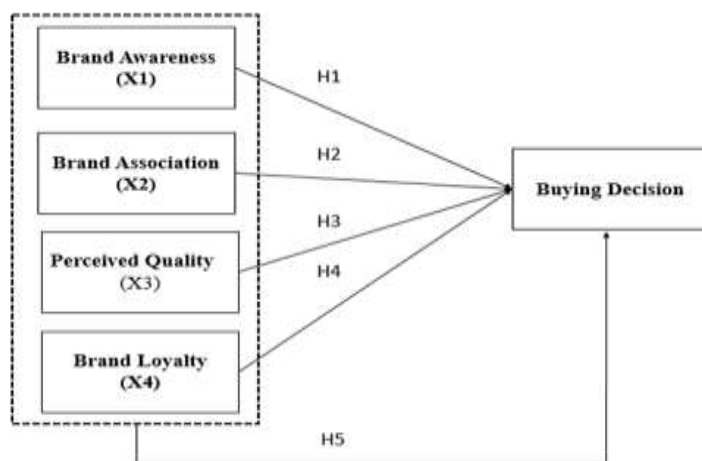 Brand Awareness
(X1)
H1
Brand Association
(X2)
H2
Buying Decision
Perceived Quality
(X3)
H3
H4
Brand Loyalty
(X4)
H5